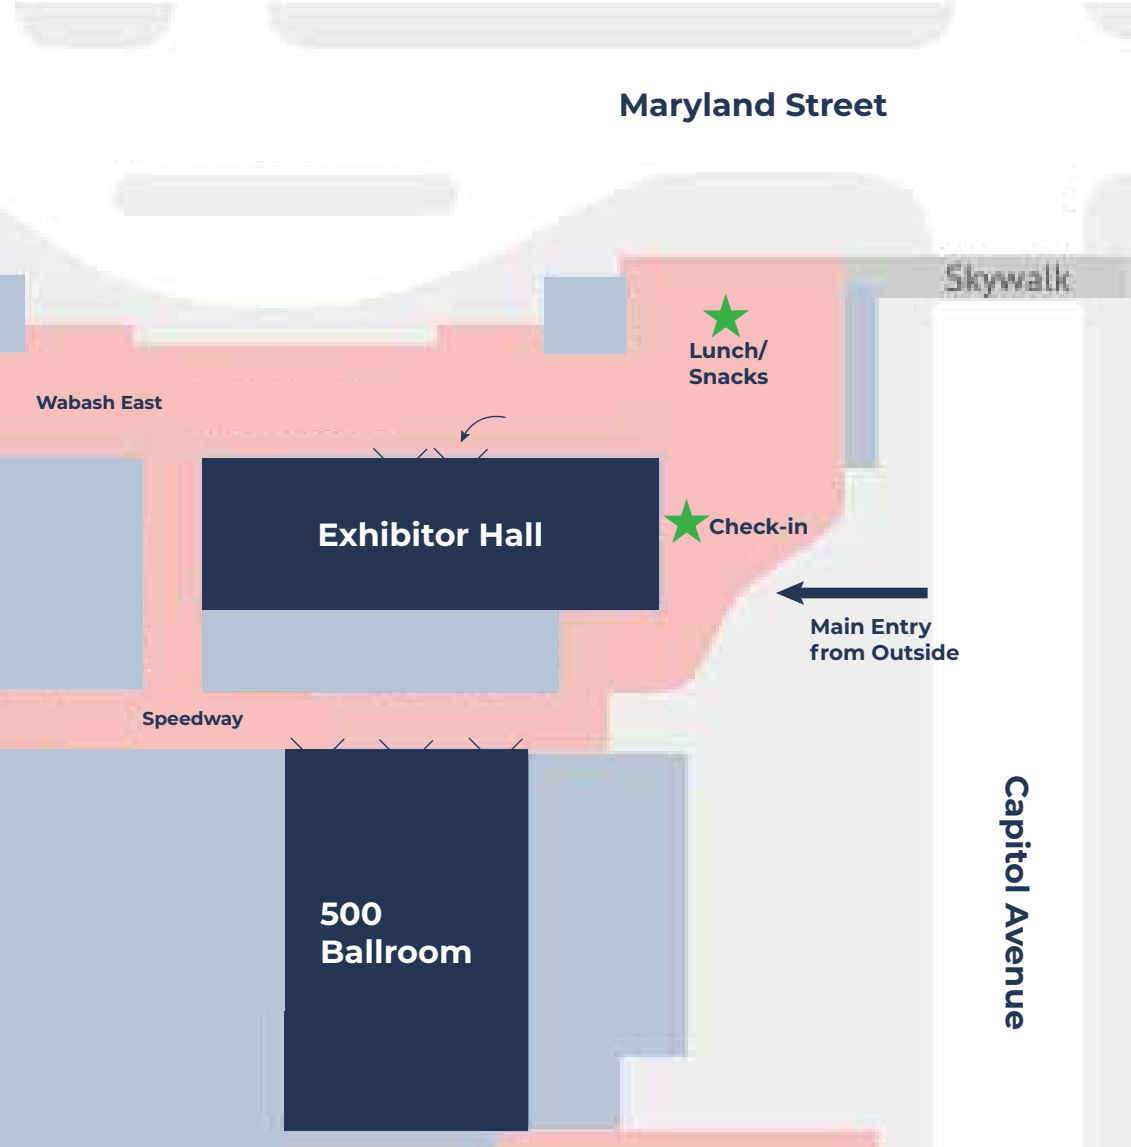 Maryland Street
Skywalk
Lunch/
Snacks
Wabash East
Exhibitor Hall
Check-in
Main Entry
from Outside
Speedway
Capitol Avenue
500
Ballroom